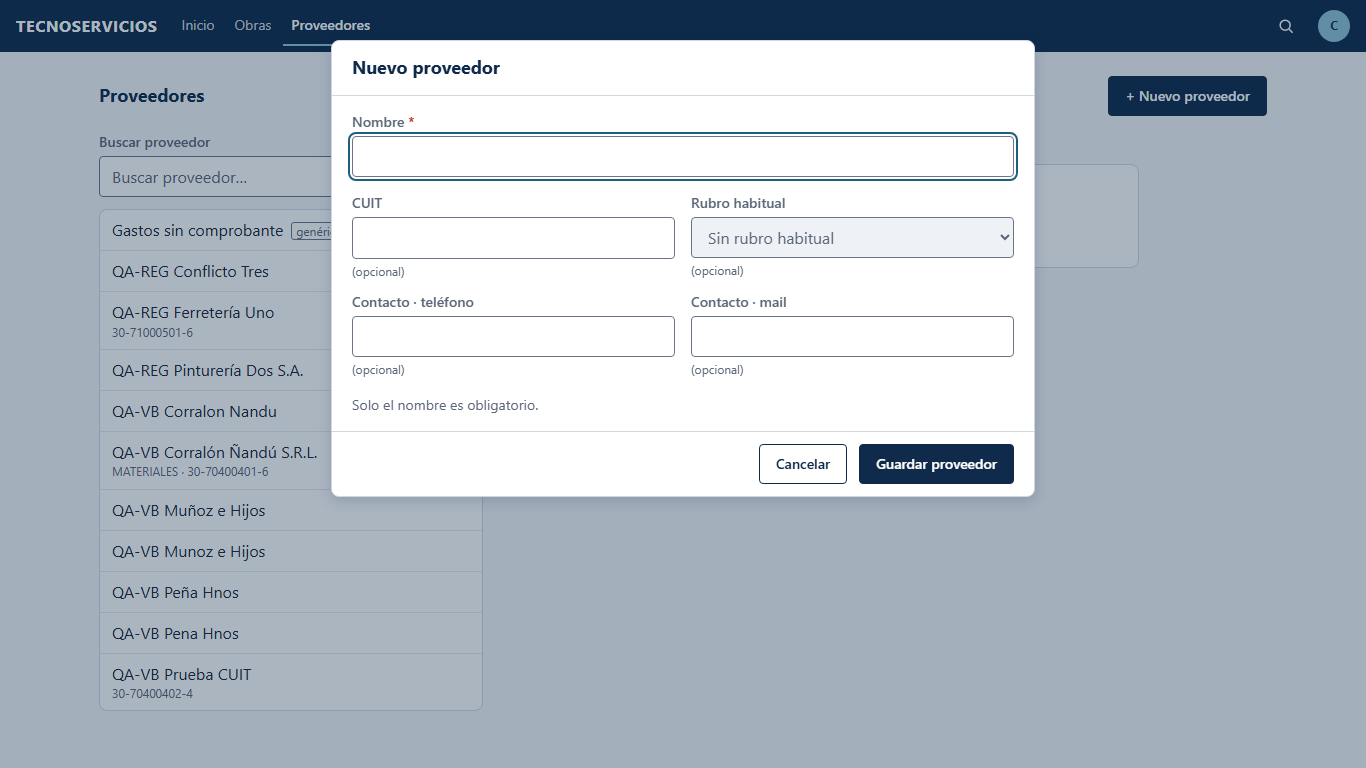 TECNOSERVICIOS Inicio Obras Proveedores C
Proveedores
+ Nuevo proveedor
Buscar proveedor
Buscar proveedor...
Gastos sin comprobante
QA-REG Conflicto Tres
QA-REG Ferretería Uno
30-71000501-6
QA-REG Pinturería Dos S.A.
QA-VB Corralon Nandu
QA-VB Corralón Ñandú S.R.L.
MATERIALES · 30-70400401-6
QA-VB Muñoz e Hijos
QA-VB Munoz e Hijos
QA-VB Peña Hnos
QA-VB Pena Hnos
QA-VB Prueba CUIT
30-70400402-4
Nuevo proveedor
Nombre *
CUIT
(opcional)
Rubro habitual
Sin rubro habitual
(opcional)
Contacto · teléfono
(opcional)
Contacto · mail
(opcional)
Solo el nombre es obligatorio.
Cancelar
Guardar proveedor